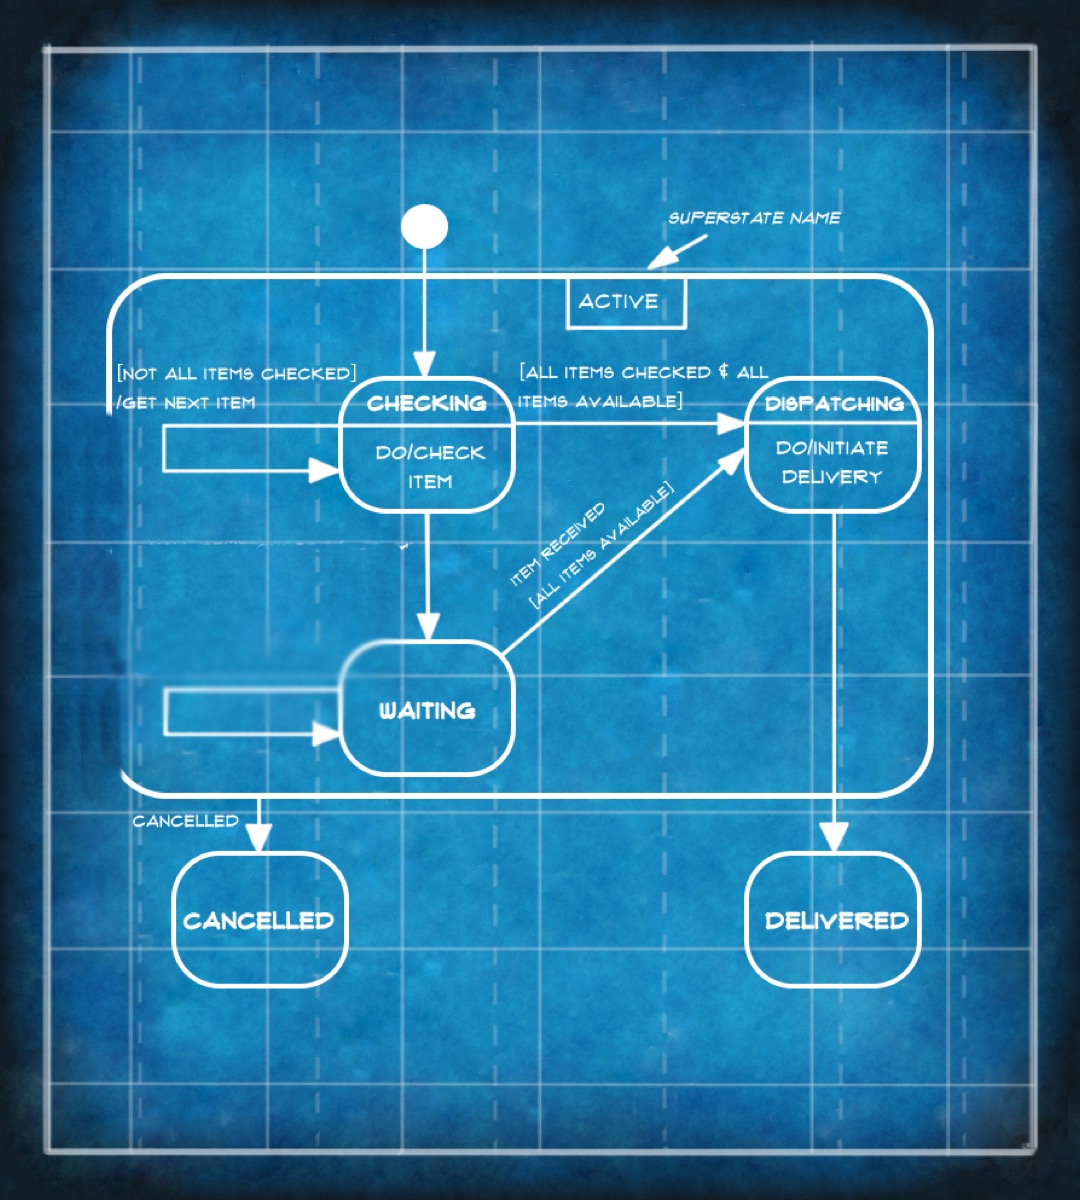 SUPERSTATE NAME
ACTIVE
[NOT ALL ITEMS CHECKED]
/GET NEXT ITEM
[ALL ITEMS CHECKED & ALL
ITEMS AVAILABLE]
CHECKING
DO/CHECK
ITEM
DISPATCHING
DO/INITIATE
DELIVERY
ITEM RECEIVED
[ALL ITEMS AVAILABLE]
WAITING
CANCELLED
CANCELLED
DELIVERED